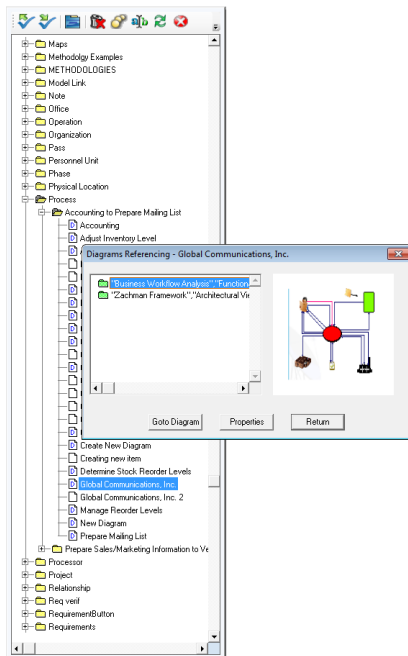 Maps
Methodolgy Examples
METHODOLOGIES
Model Link
Note
Office
Operation
Organization
Pass
Personnel Unit
Phase
Physical Location
Process
Accounting to Prepare Mailing List
Accounting
Adjust Inventory Level
Diagrams Referencing - Global Communications, Inc.
"Business Workflow Analysis","Function
"Zachman Framework","Architectural Vie
Goto Diagram Properties Return
Create New Diagram
Creating new item
Determine Stock Reorder Levels
Global Communications, Inc.
Global Communications, Inc. 2
Manage Reorder Levels
New Diagram
Prepare Mailing List
Prepare Sales/Marketing Information to Ve
Processor
Project
Relationship
Req verif
RequirementButton
Requirements